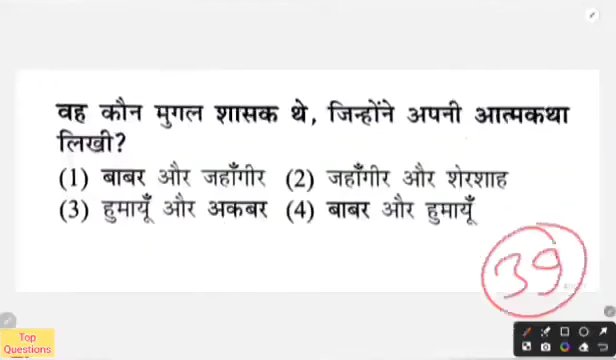 वह कौन मुगल शासक थे, जिन्होंने अपनी आत्मकथा
लिखी?
(1) बाबर और जहाँगीर (2) जहाँगीर और शेरशाह
(3) हुमायूँ और अकबर (4) बाबर और हुमायूँ
39
Top
Questions